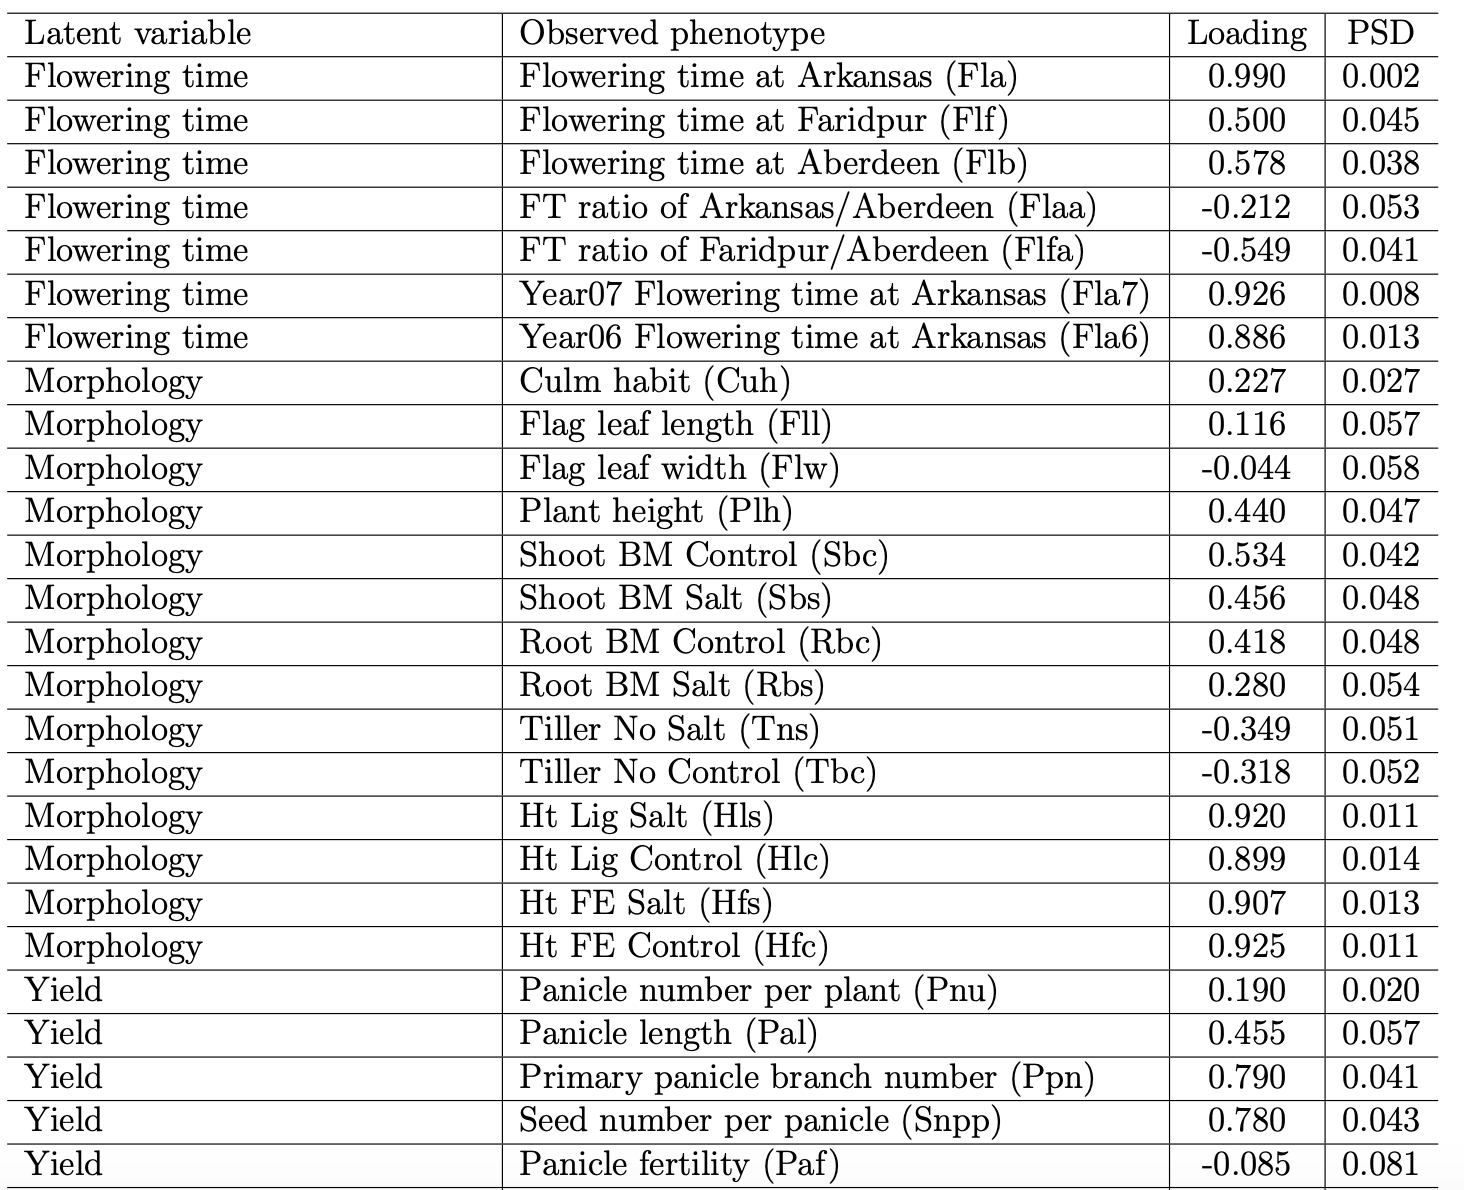 Latent variable Observed phenotype Loading PSD
Flowering time Flowering time at Arkansas (Fla) 0.990 0.002
Flowering time Flowering time at Faridpur (Flf) 0.500 0.045
Flowering time Flowering time at Aberdeen (Flb) 0.578 0.038
Flowering time FT ratio of Arkansas/Aberdeen (Flaa) -0.212 0.053
Flowering time FT ratio of Faridpur/Aberdeen (Flfa) -0.549 0.041
Flowering time Year07 Flowering time at Arkansas (Fla7) 0.926 0.008
Flowering time Year06 Flowering time at Arkansas (Fla6) 0.886 0.013
Morphology Culm habit (Cuh) 0.227 0.027
Morphology Flag leaf length (Fll) 0.116 0.057
Morphology Flag leaf width (Flw) -0.044 0.058
Morphology Plant height (Plh) 0.440 0.047
Morphology Shoot BM Control (Sbc) 0.534 0.042
Morphology Shoot BM Salt (Sbs) 0.456 0.048
Morphology Root BM Control (Rbc) 0.418 0.048
Morphology Root BM Salt (Rbs) 0.280 0.054
Morphology Tiller No Salt (Tns) -0.349 0.051
Morphology Tiller No Control (Tbc) -0.318 0.052
Morphology Ht Lig Salt (Hls) 0.920 0.011
Morphology Ht Lig Control (Hlc) 0.899 0.014
Morphology Ht FE Salt (Hfs) 0.907 0.013
Morphology Ht FE Control (Hfc) 0.925 0.011
Yield Panicle number per plant (Pnu) 0.190 0.020
Yield Panicle length (Pal) 0.455 0.057
Yield Primary panicle branch number (Ppn) 0.790 0.041
Yield Seed number per panicle (Snpp) 0.780 0.043
Yield Panicle fertility (Paf) -0.085 0.081